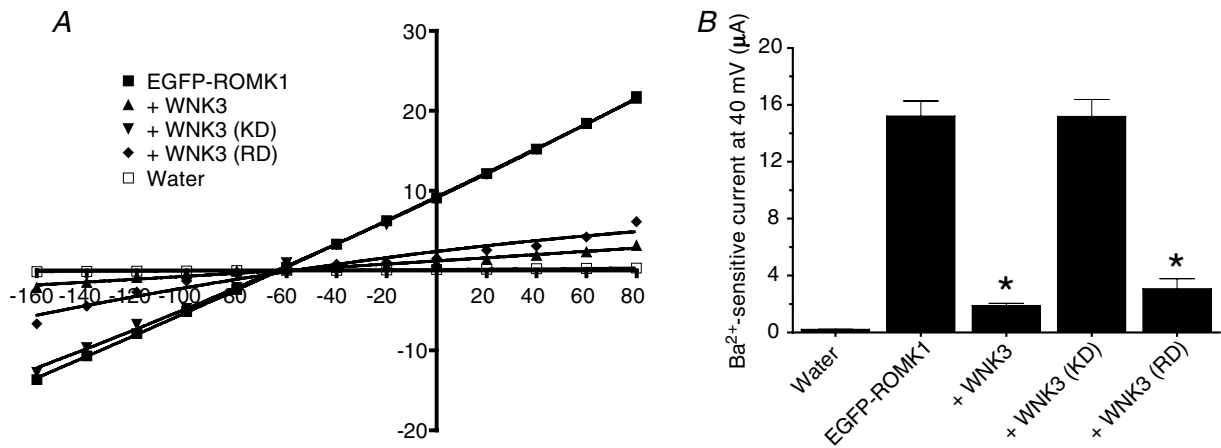 A
B
30
20
10
-10
-20
-160 -140 -120 -100 -80 -60 -40 -20 20 40 60 80
EGFP-ROMK1
+ WNK3
+ WNK3 (KD)
+ WNK3 (RD)
Water
Ba²⁺-sensitive current at 40 mV (µA)
20
16
12
8
4
0
* *
Water
EGFP-ROMK1
+ WNK3
+ WNK3 (KD)
+ WNK3 (RD)